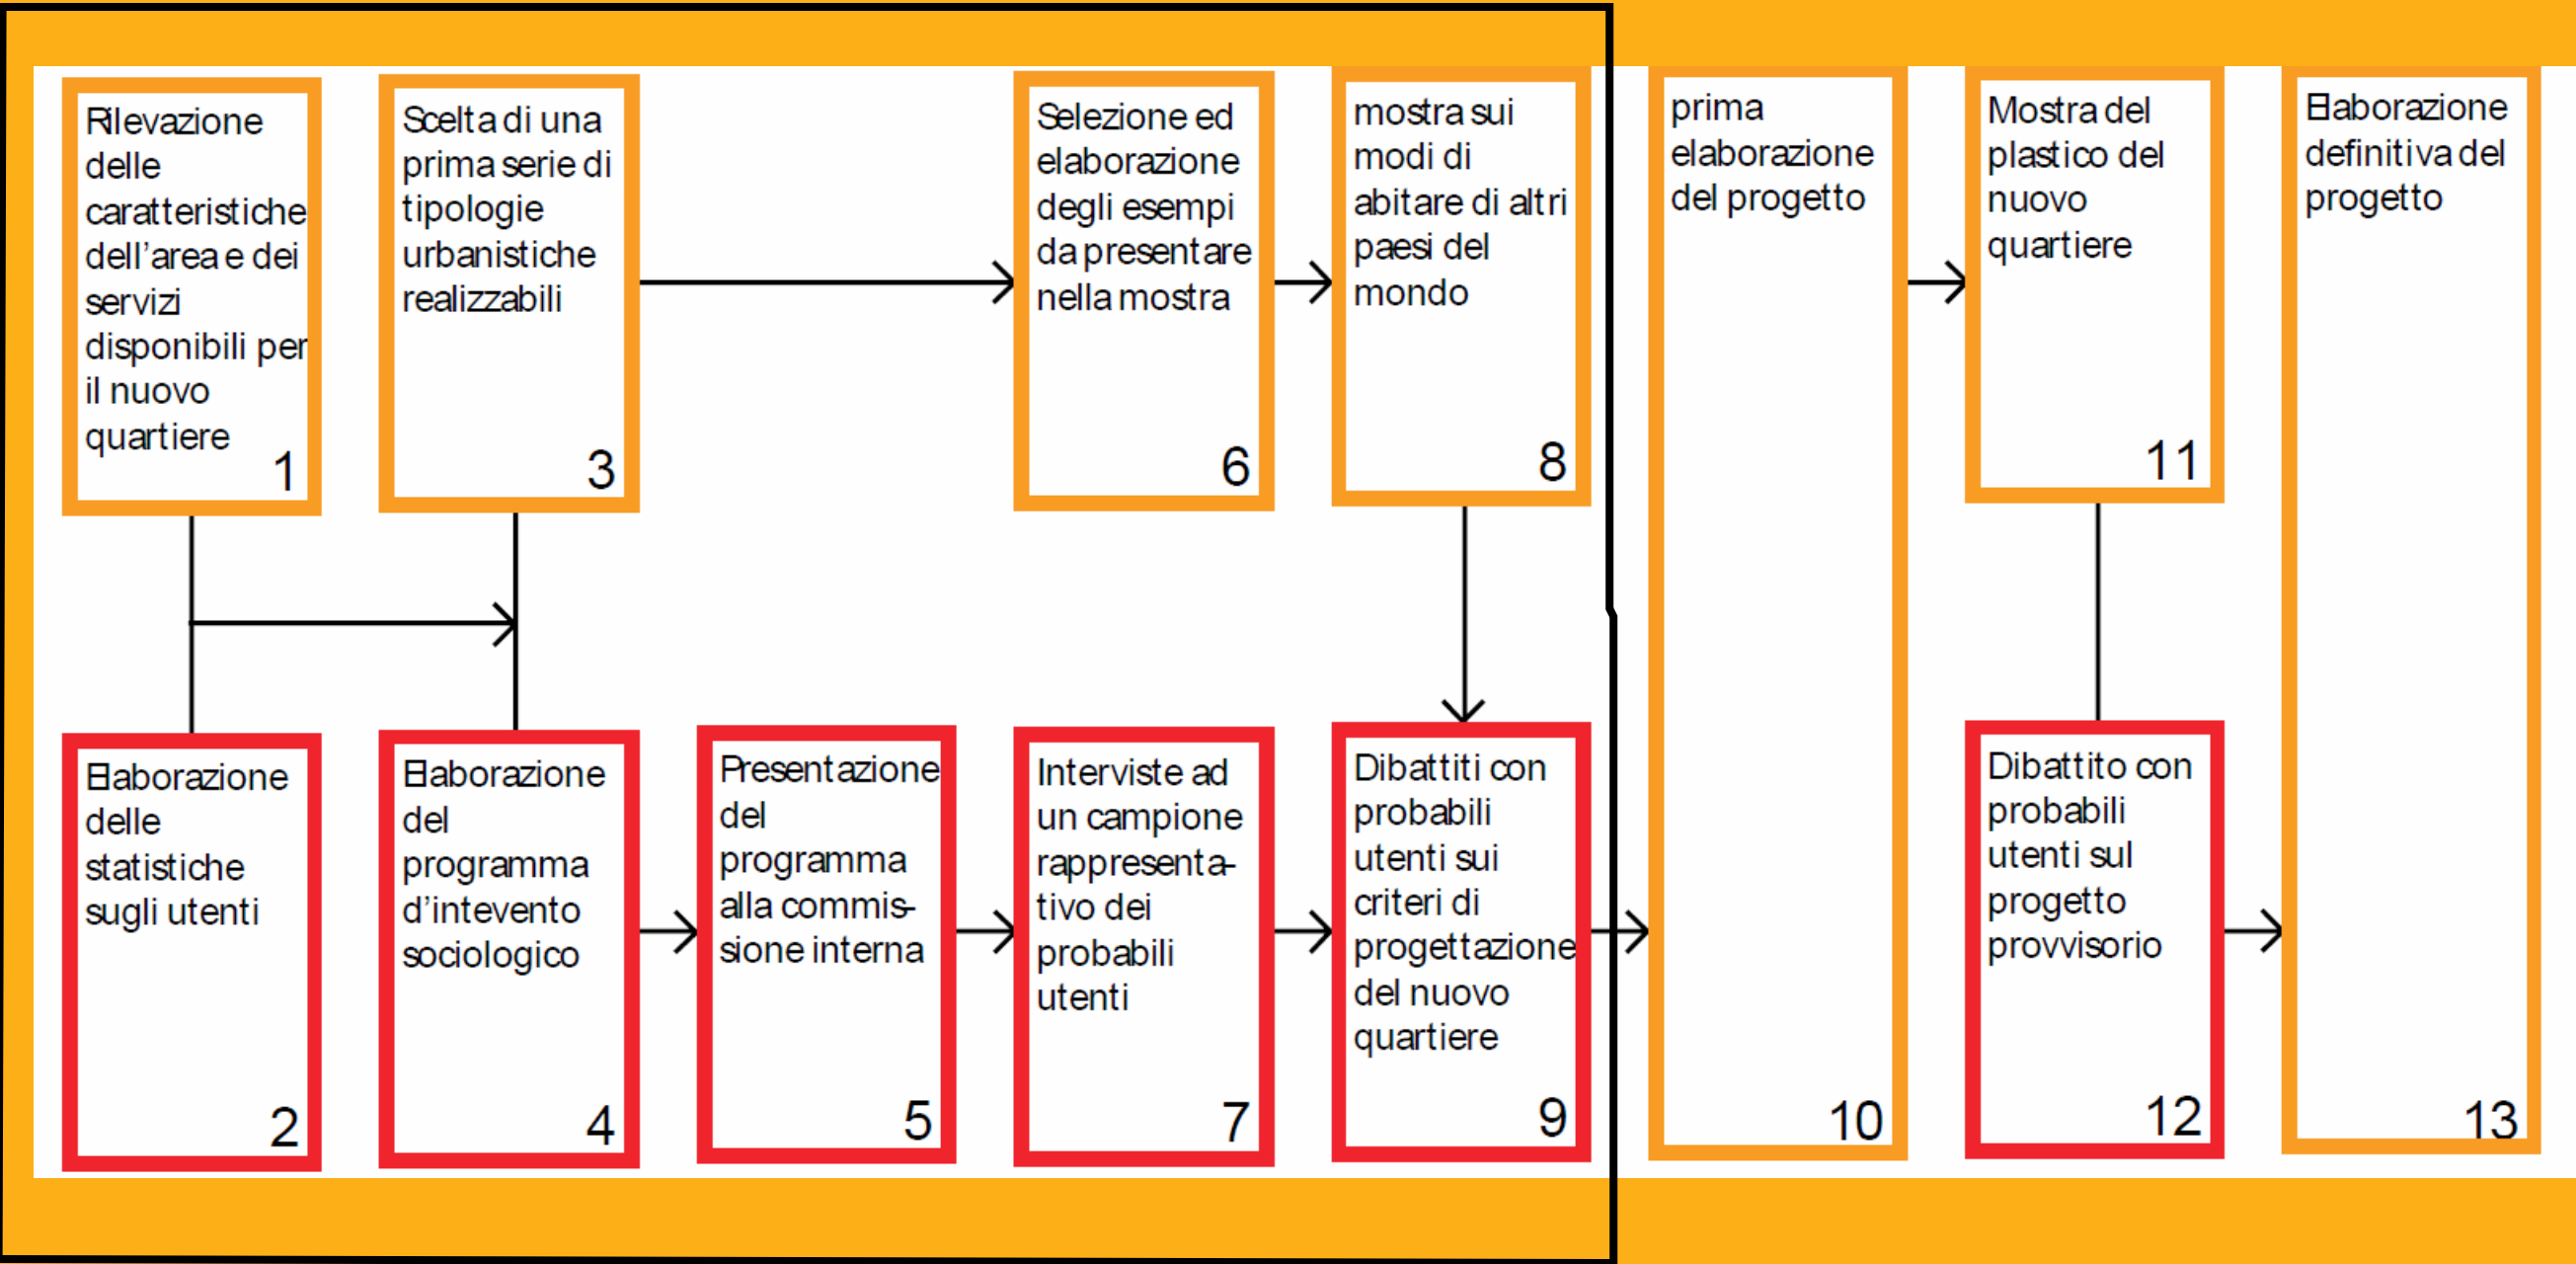 Rilevazione
delle
caratteristiche
dell'area e dei
servizi
disponibili per
il nuovo
quartiere
1
Elaborazione
delle
statistiche
sugli utenti
2
Scelta di una
prima serie di
tipologie
urbanistiche
realizzabili
3
Elaborazione
del
programma
d'intevento
sociologico
4
Presentazione
del
programma
alla commis-
sione interna
5
Selezione ed
elaborazione
degli esempi
da presentare
nella mostra
6
Interviste ad
un campione
rappresenta-
tivo dei
probabili
utenti
7
mostra sui
modi di
abitare di altri
paesi del
mondo
8
Dibattiti con
probabili
utenti sui
criteri di
progettazione
del nuovo
quartiere
9
prima
elaborazione
del progetto
10
Mostra del
plastico del
nuovo
quartiere
11
Dibattito con
probabili
utenti sul
progetto
provvisorio
12
Elaborazione
definitiva del
progetto
13